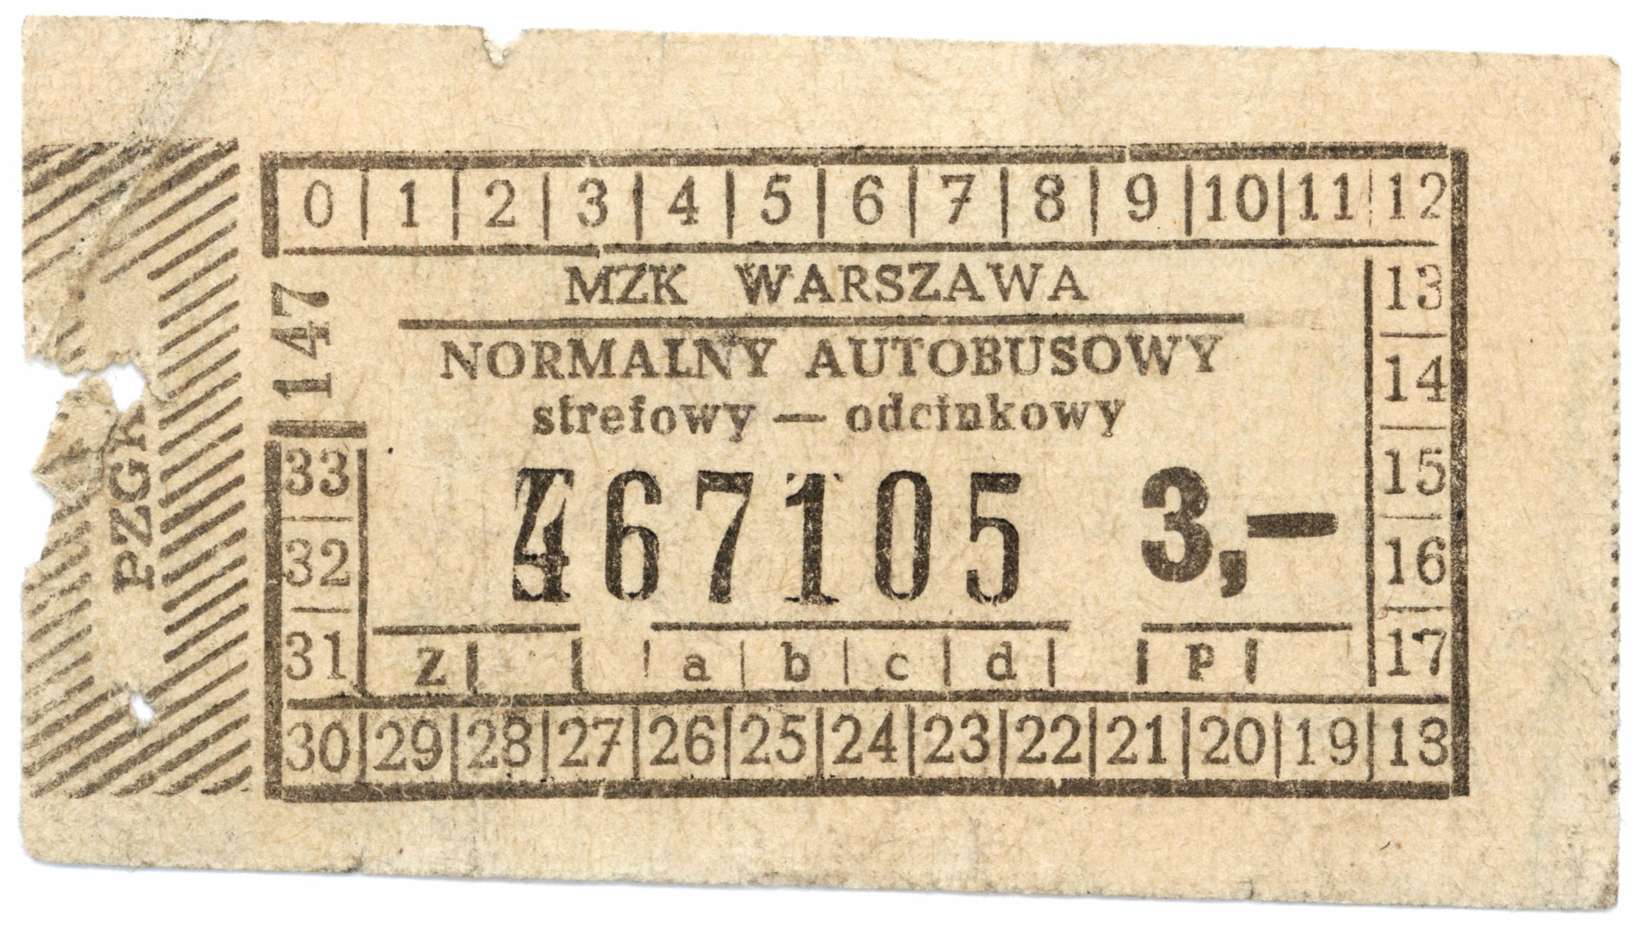 0 1 2 3 4 5 6 7 8 9 10 11 12
MZK WARSZAWA
NORMALNY AUTOBUSOWY
strefowy — odcinkowy
467105 3,—
147
PZGK
13
14
15
16
17
33
32
31
Z a b c d P
30 29 28 27 26 25 24 23 22 21 20 19 18